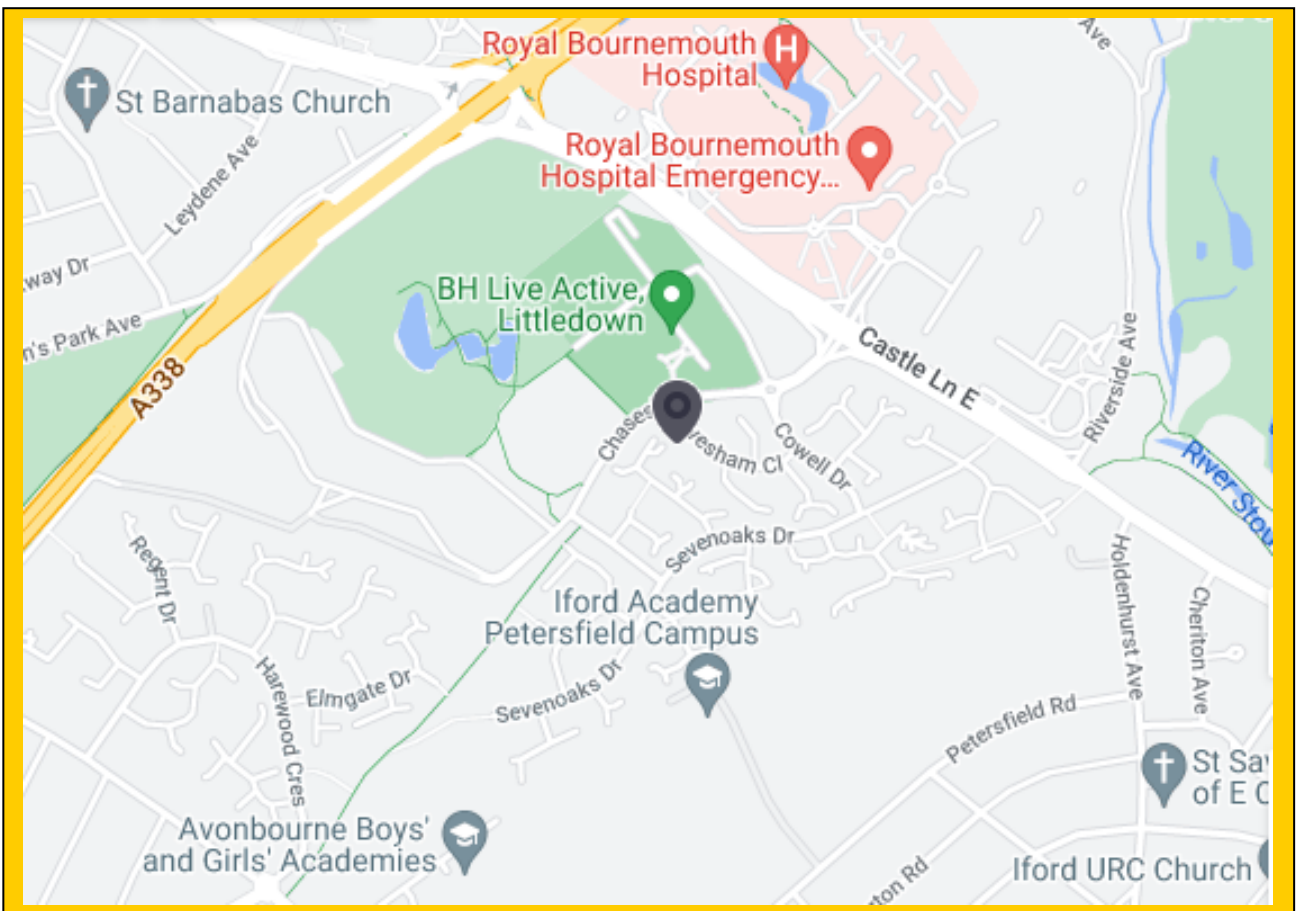 Royal Bournemouth
Hospital
H
Ave
St Barnabas Church
Royal Bournemouth
Hospital Emergency...
Leydene Ave
way Dr
BH Live Active,
Littledown
n's Park Ave
A338
Castle Ln E
Riverside Ave
Chases
vesham Cl
Cowell Dr
River Stou
Sevenoaks Dr
Regent Dr
Holdenhurst Ave
Iford Academy
Petersfield Campus
Cheriton Ave
Harewood Cres
Elmgate Dr
Sevenoaks Dr
Petersfield Rd
St Sav
of E C
Avonbourne Boys'
and Girls' Academies
Iford URC Church
ton Rd